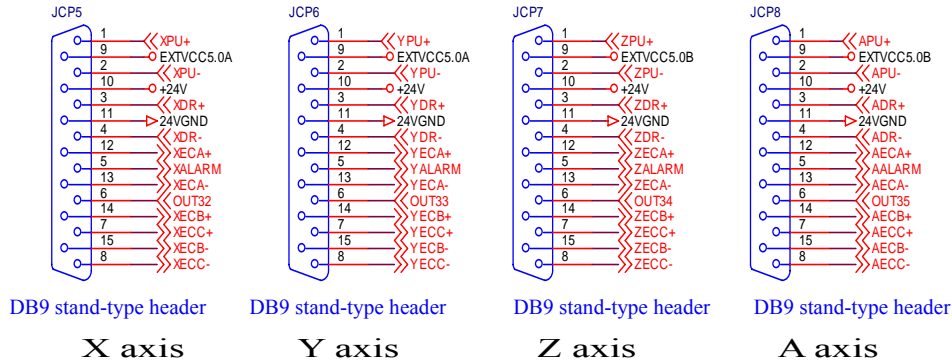 JCP5
1
XPU+
9
EXTVCC5.0A
2
XPU-
10
+24V
3
XDR+
11
24VGND
4
XDR-
12
XECA+
5
XALARM
13
XECA-
6
OUT32
14
XECB+
7
XECC+
15
XECB-
8
XECC-
DB9 stand-type header
X axis
JCP6
1
YPU+
9
EXTVCC5.0A
2
YPU-
10
+24V
3
YDR+
11
24VGND
4
YDR-
12
YECA+
5
YALARM
13
YECA-
6
OUT33
14
YECB+
7
YECC+
15
YECB-
8
YECC-
DB9 stand-type header
Y axis
JCP7
1
ZPU+
9
EXTVCC5.0B
2
ZPU-
10
+24V
3
ZDR+
11
24VGND
4
ZDR-
12
ZECA+
5
ZALARM
13
ZECA-
6
OUT34
14
ZECB+
7
ZECC+
15
ZECB-
8
ZECC-
DB9 stand-type header
Z axis
JCP8
1
APU+
9
EXTVCC5.0B
2
APU-
10
+24V
3
ADR+
11
24VGND
4
ADR-
12
AECA+
5
AALARM
13
AECA-
6
OUT35
14
AECB+
7
AECC+
15
AECB-
8
AECC-
DB9 stand-type header
A axis